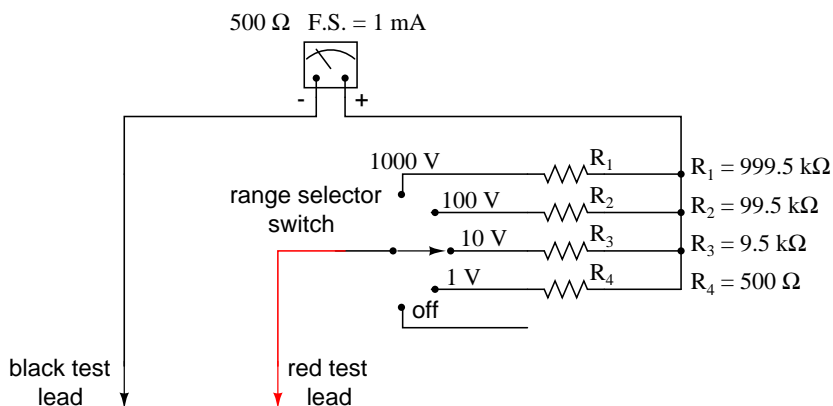 500 Ω F.S. = 1 mA
- +
1000 V R1 R1 = 999.5 kΩ
range selector
switch
100 V R2 R2 = 99.5 kΩ
10 V R3 R3 = 9.5 kΩ
1 V R4 R4 = 500 Ω
off
black test
lead
red test
lead